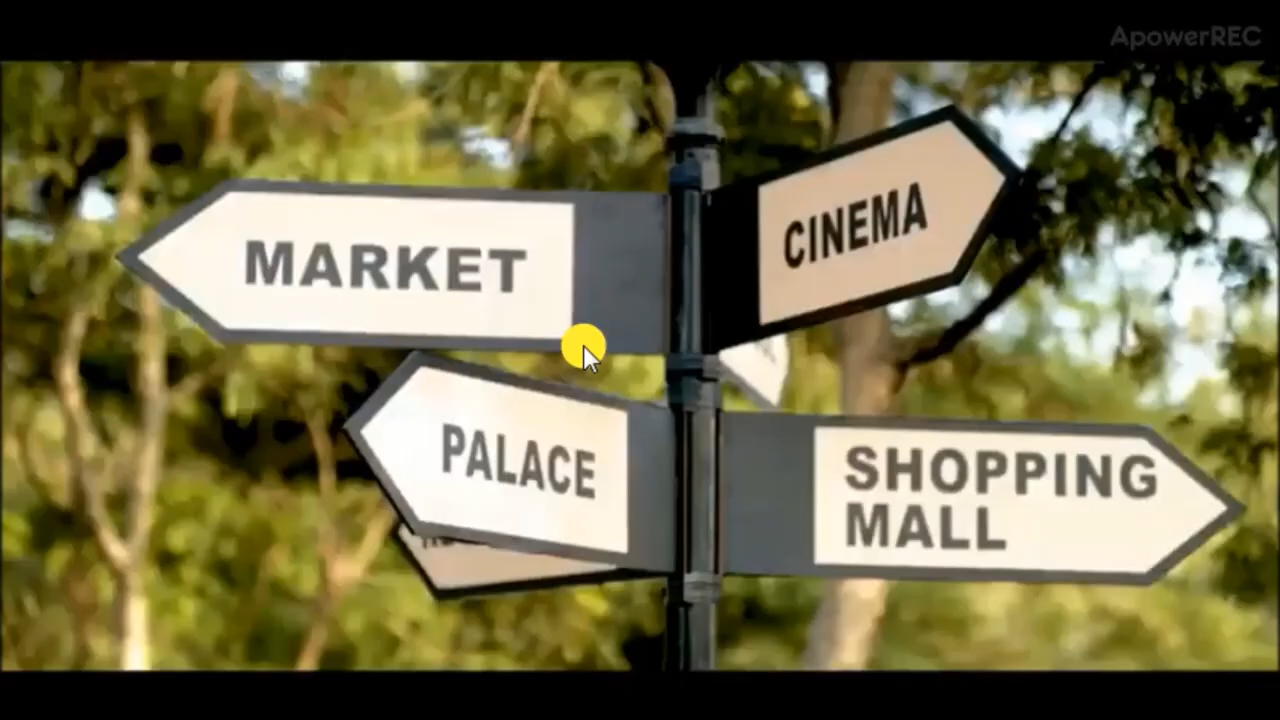 ApowerREC
MARKET
CINEMA
PALACE
SHOPPING
MALL